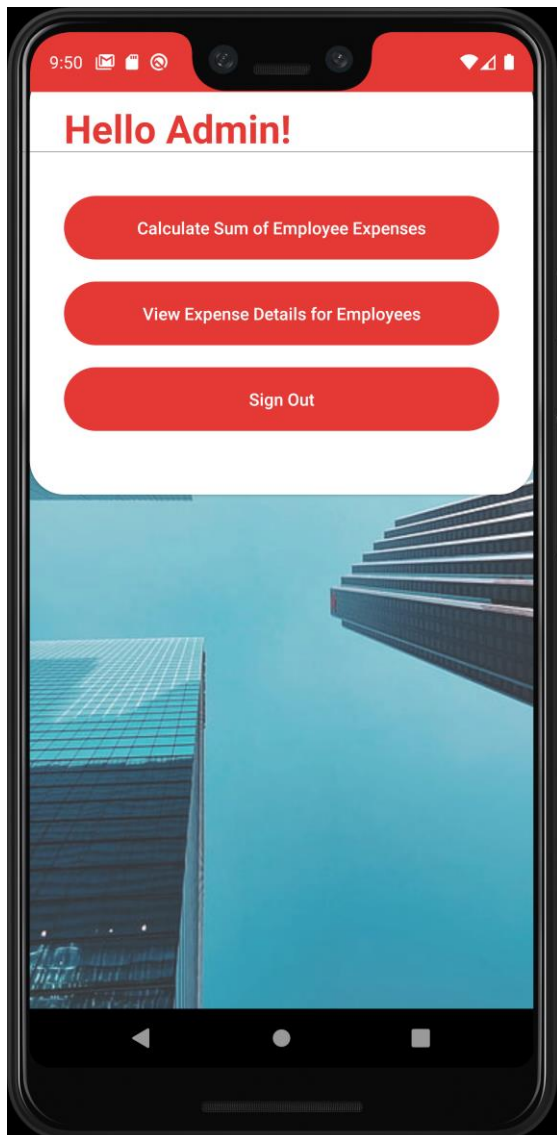 9:50
Hello Admin!
Calculate Sum of Employee Expenses
View Expense Details for Employees
Sign Out